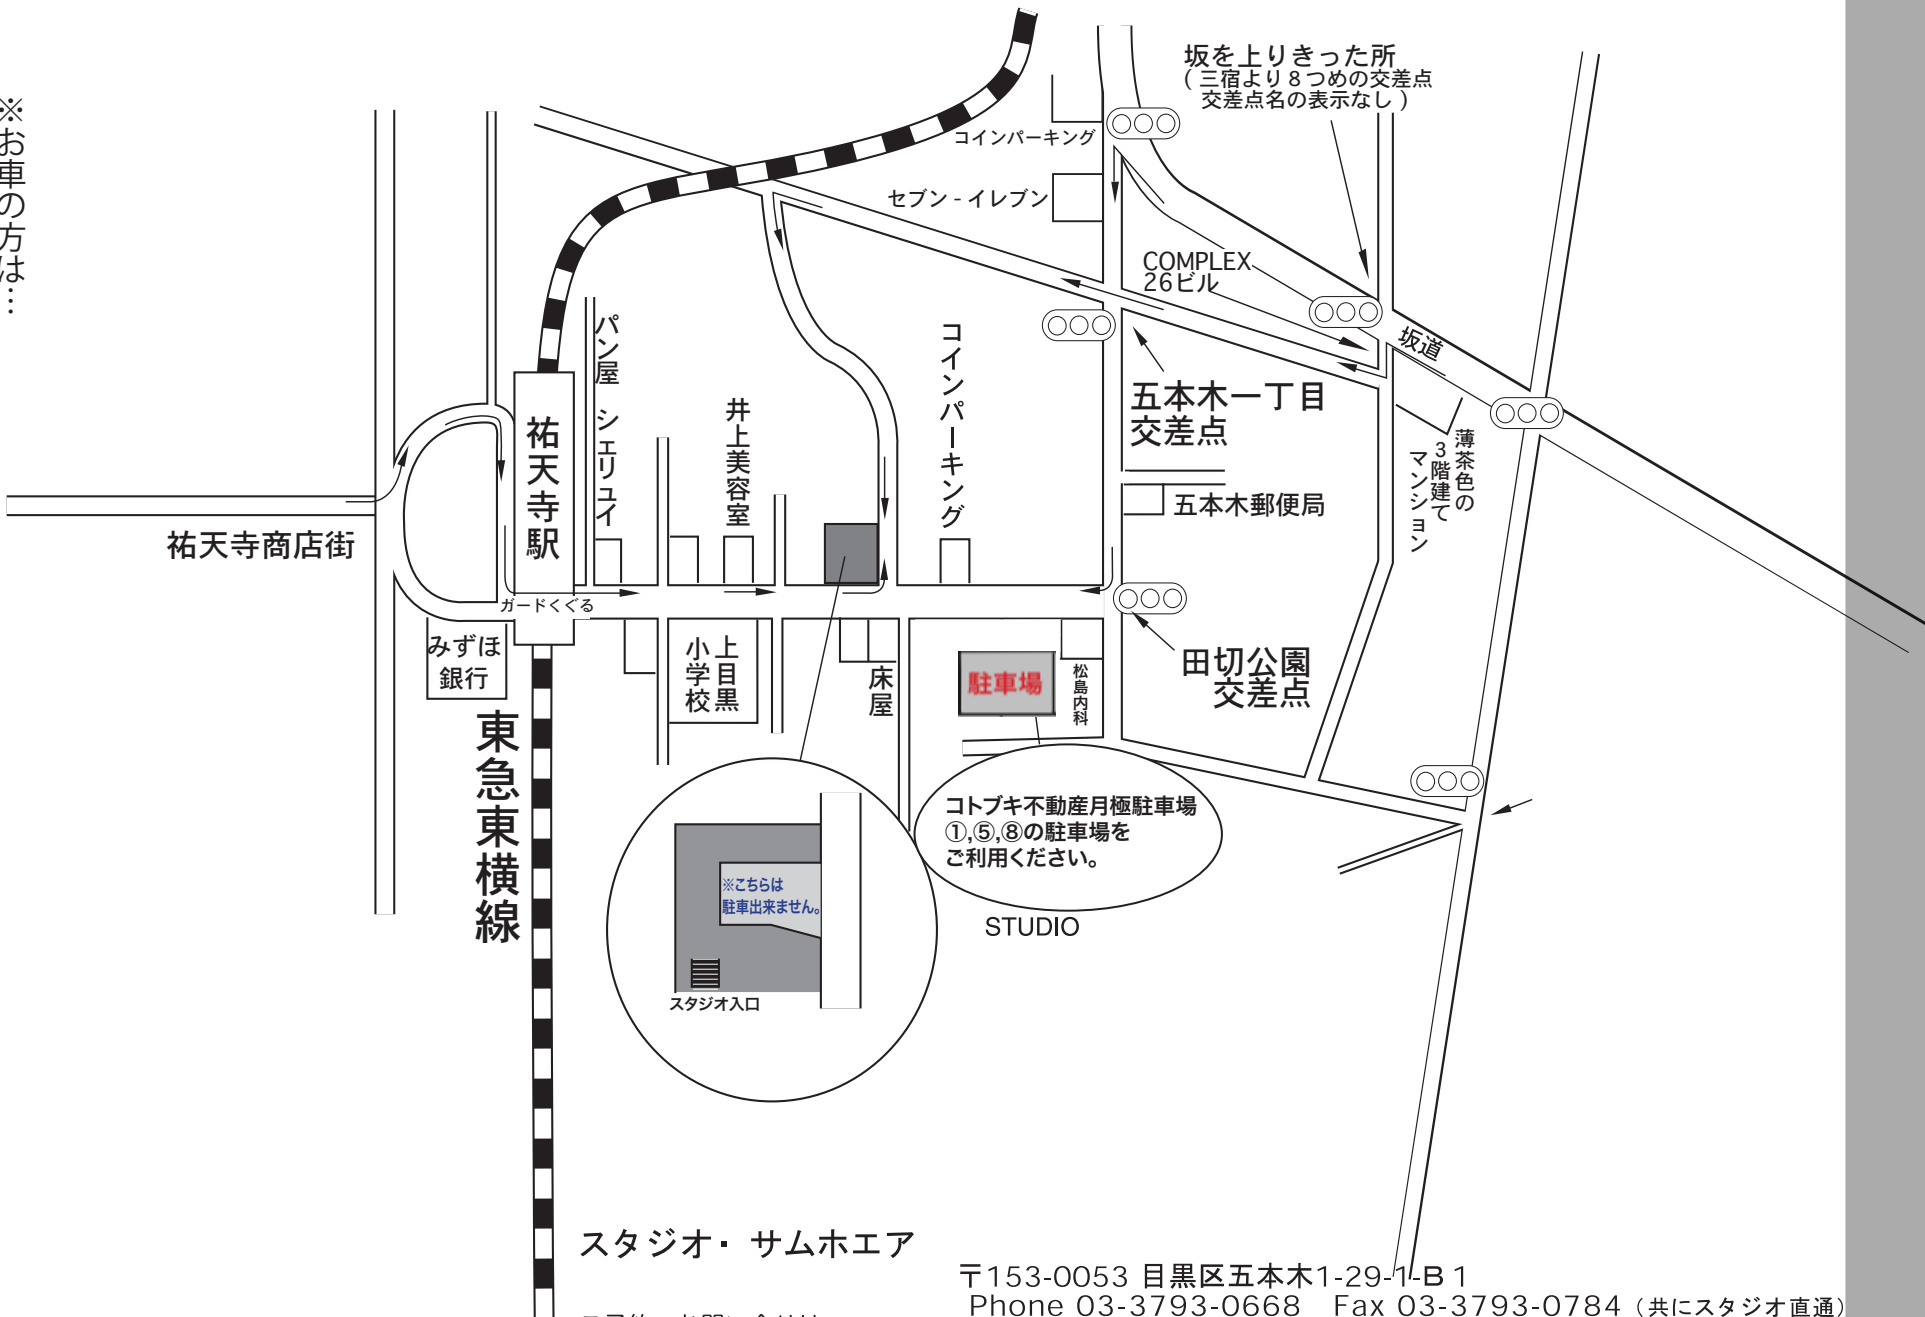 ※お車の方は…
坂を上りきった所
（三宿より8つめの交差点
交差点名の表示なし）
コインパーキング
セブン - イレブン
COMPLEX
26ビル
坂道
パン屋 シェリュイ
井上美容室
コインパーキング
五本木一丁目
交差点
薄茶色の
3階建て
マンション
祐天寺駅
五本木郵便局
祐天寺商店街
ガードくぐる
みずほ
銀行
上目黒
小学校
床屋
駐車場
松島内科
田切公園
交差点
東急東横線
コトブキ不動産月極駐車場
①,⑤,⑧の駐車場を
ご利用ください。
STUDIO
※こちらは
駐車出来ません。
スタジオ入口
スタジオ・サムホエア
〒153-0053 目黒区五本木1-29-1-B1
Phone 03-3793-0668 Fax 03-3793-0784（共にスタジオ直通）